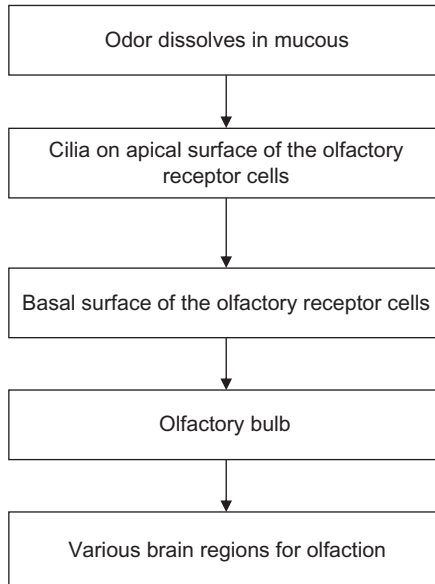 Odor dissolves in mucous
Cilia on apical surface of the olfactory
receptor cells
Basal surface of the olfactory receptor cells
Olfactory bulb
Various brain regions for olfaction